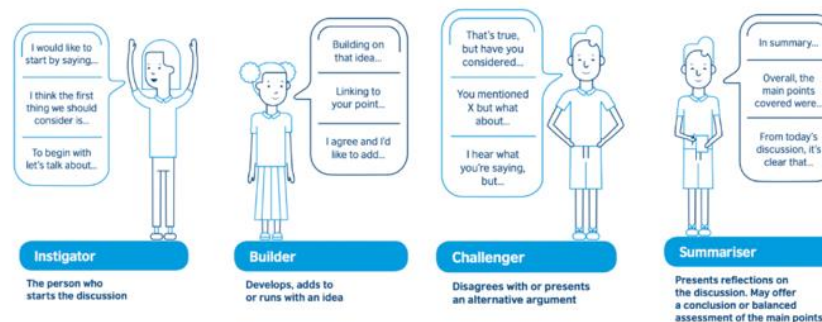 I would like to
start by saying...
I think the first
thing we should
consider is...
To begin with
let's talk about...
Instigator
The person who
starts the discussion
Building on
that idea...
Linking to
your point...
I agree and I'd
like to add...
Builder
Develops, adds to
or runs with an idea
That's true,
but have you
considered...
You mentioned
X but what
about...
I hear what
you're saying,
but...
Challenger
Disagrees with or presents
an alternative argument
In summary...
Overall, the
main points
covered were...
From today's
discussion, it's
clear that...
Summariser
Presents reflections on
the discussion. May offer
a conclusion or balanced
assessment of the main points